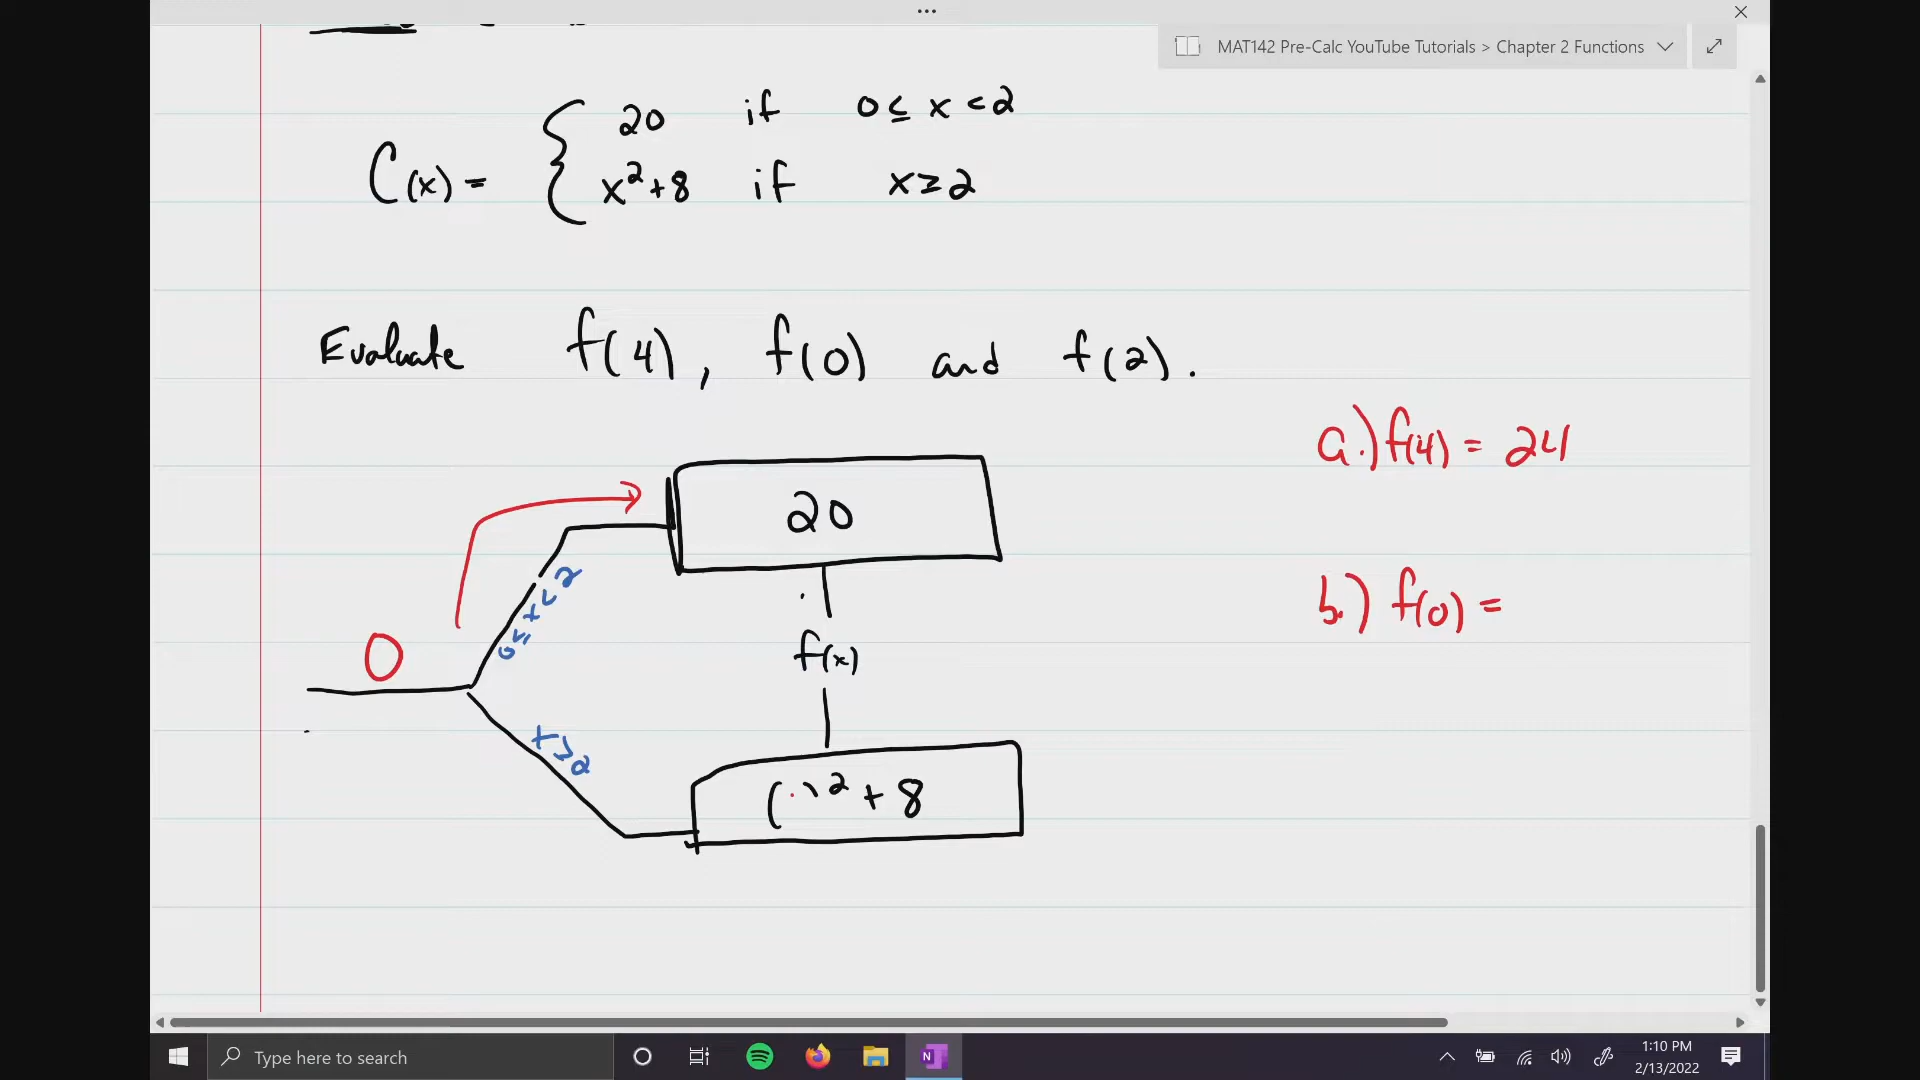 MAT142 Pre-Calc YouTube Tutorials > Chapter 2 Functions
C(x) = { 20 if 0 ≤ x < 2
x² + 8 if x ≥ 2
Evaluate f(4), f(0) and f(2).
a.) f(4) = 24
20
0 ≤ x < 2
b.) f(0) =
0
f(x)
x ≥ 2
( )² + 8
Type here to search
N
1:10 PM
2/13/2022